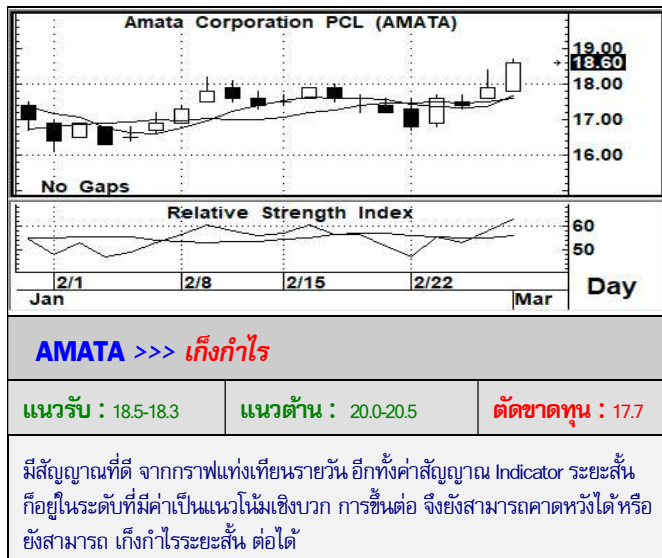 Amata Corporation PCL (AMATA)
19.00
18.60
18.00
17.00
16.00
No Gaps
Relative Strength Index
60
50
2/1 2/8 2/15 2/22
Jan Mar
Day
AMATA >>> เก็งกำไร
แนวรับ : 18.5-18.3 แนวต้าน : 20.0-20.5 ตัดขาดทุน : 17.7
มีสัญญาณที่ดี จากกราฟแท่งเทียนรายวัน อีกทั้งค่าสัญญาณ Indicator ระยะสั้น
ก็อยู่ในระดับที่มีค่าเป็นแนวโน้มเชิงบวก การขึ้นต่อ จึงยังสามารถคาดหวังได้หรือ
ยังสามารถ เก็งกำไรระยะสั้น ต่อได้